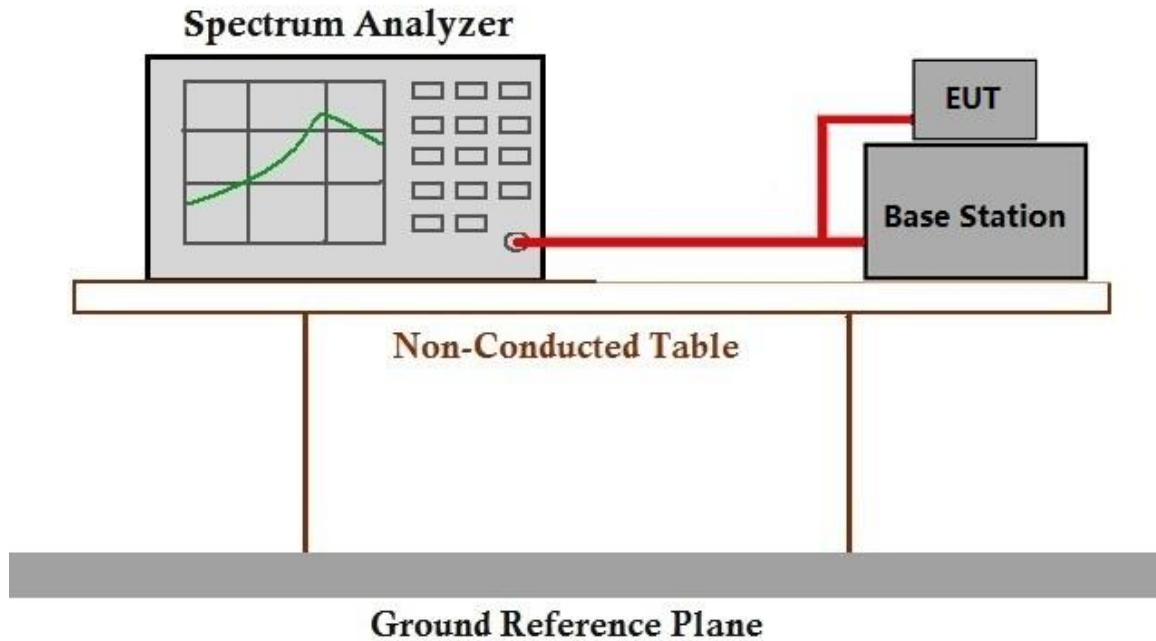 Spectrum Analyzer
EUT
Base Station
Non-Conducted Table
Ground Reference Plane